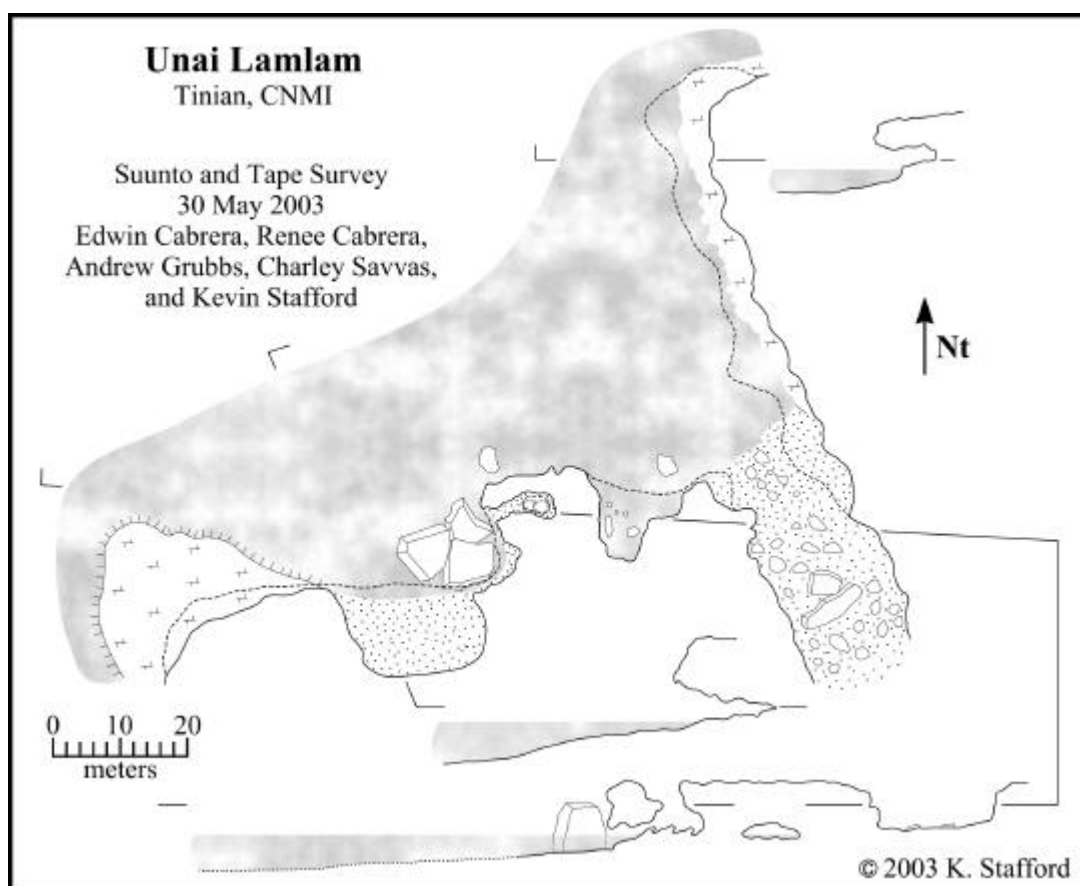 Unai Lamlam
Tinian, CNMI
Suunto and Tape Survey
30 May 2003
Edwin Cabrera, Renee Cabrera,
Andrew Grubbs, Charley Savvas,
and Kevin Stafford
Nt
0 10 20
meters
© 2003 K. Stafford